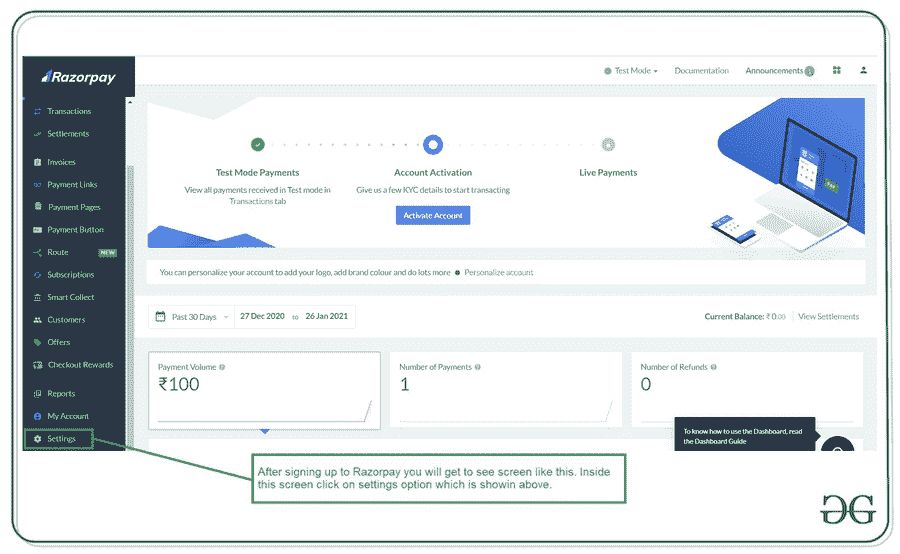 Razorpay
Test Mode
Documentation
Announcements
Transactions
Settlements
Invoices
Payment Links
Payment Pages
Payment Button
Route NEW
Subscriptions
Smart Collect
Customers
Offers
Checkout Rewards
Reports
My Account
Settings
Test Mode Payments
View all payments received in Test mode in
Transactions tab
Account Activation
Give us a few KYC details to start transacting
Activate Account
Live Payments
You can personalize your account to add your logo, add brand colour and do lots more Personalize account
Past 30 Days 27 Dec 2020 to 26 Jan 2021
Current Balance: ₹ 0.00 View Settlements
Payment Volume
₹100
Number of Payments
1
Number of Refunds
0
To know how to use the Dashboard, read
the Dashboard Guide
After signing up to Razorpay you will get to see screen like this. Inside
this screen click on settings option which is showin above.